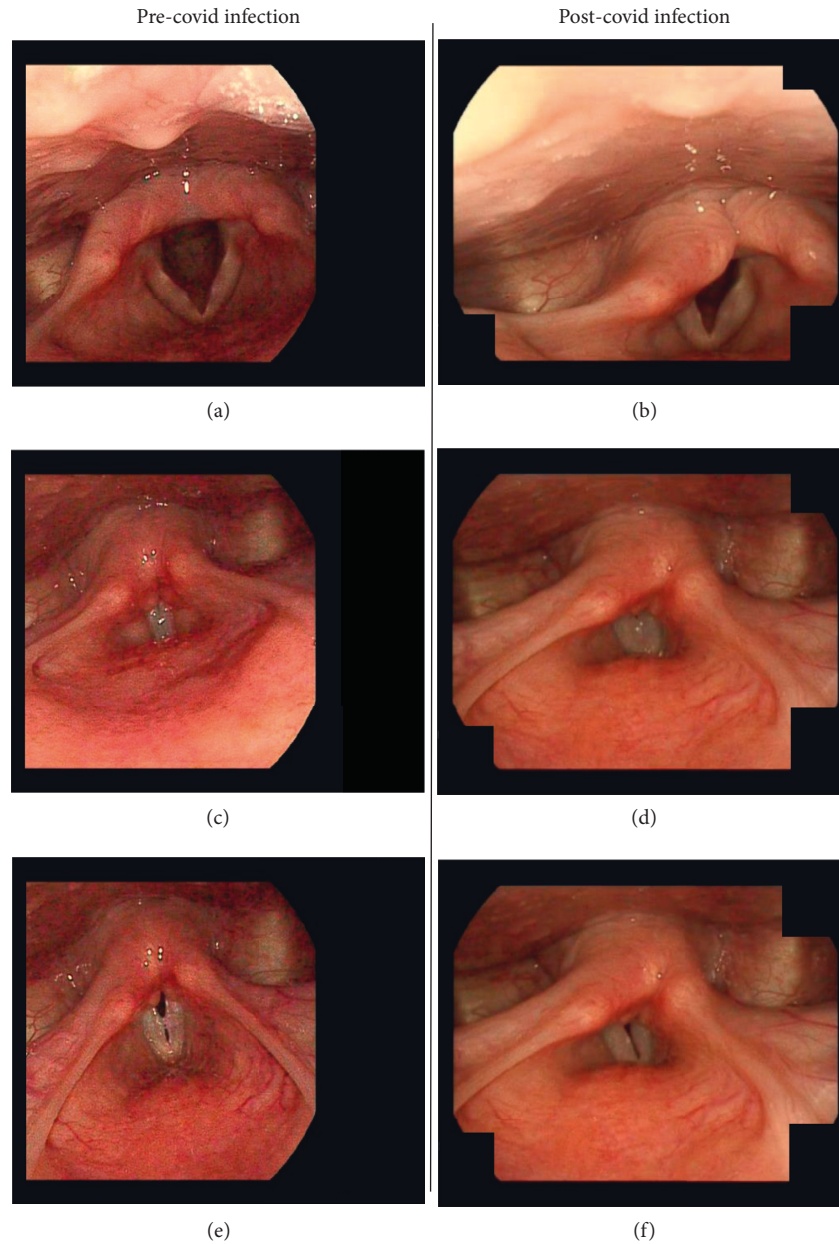 Pre-covid infection
Post-covid infection
(a)
(b)
(c)
(d)
(e)
(f)